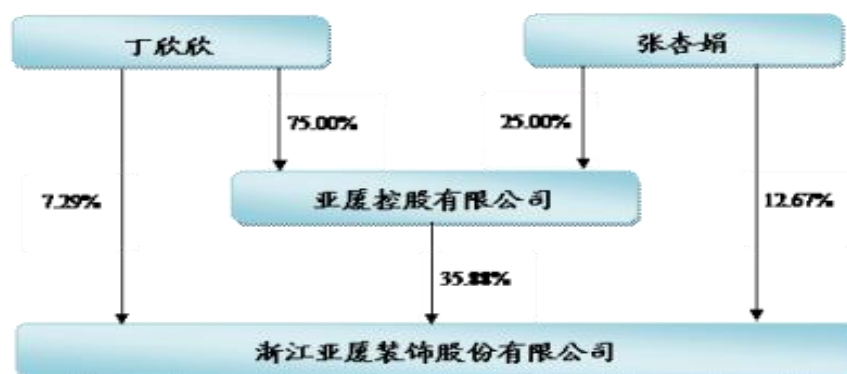 丁欣欣
张杏娟
75.00%
25.00%
7.29%
亚厦控股有限公司
12.67%
35.88%
浙江亚厦装饰股份有限公司